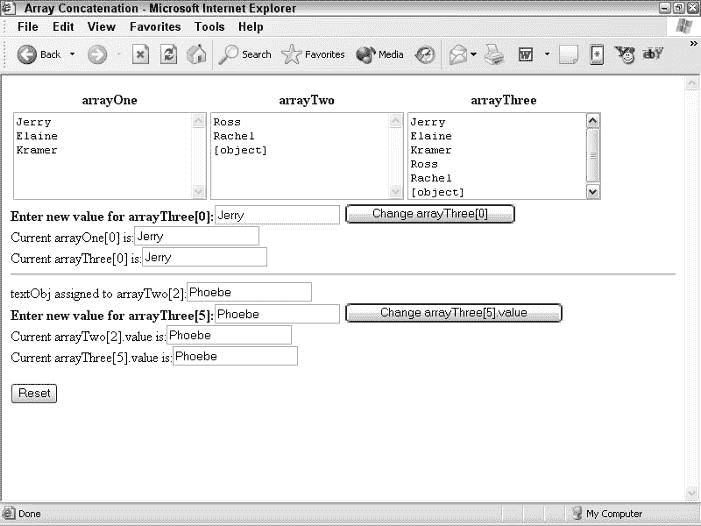 Array Concatenation - Microsoft Internet Explorer
File Edit View Favorites Tools Help
Back Search Favorites Media
arrayOne arrayTwo arrayThree
Jerry
Elaine
Kramer
Ross
Rachel
[object]
Jerry
Elaine
Kramer
Ross
Rachel
[object]
Enter new value for arrayThree[0]: Jerry Change arrayThree[0]
Current arrayOne[0] is: Jerry
Current arrayThree[0] is: Jerry
textObj assigned to arrayTwo[2]: Phoebe
Enter new value for arrayThree[5]: Phoebe Change arrayThree[5].value
Current arrayTwo[2].value is: Phoebe
Current arrayThree[5].value is: Phoebe
Reset
Done My Computer